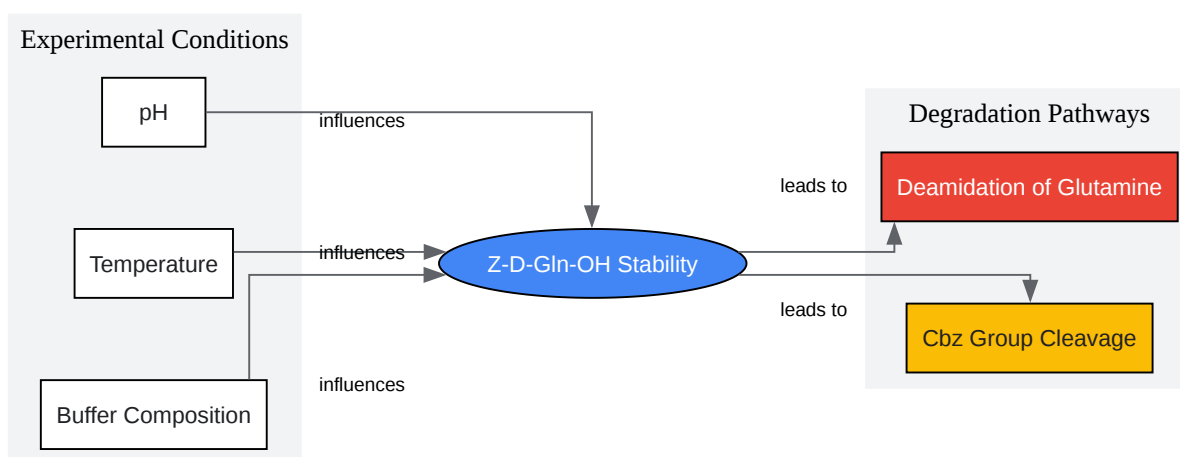 Experimental Conditions
pH
influences
Temperature
influences
Buffer Composition
influences
Z-D-Gln-OH Stability
leads to
leads to
Degradation Pathways
Deamidation of Glutamine
Cbz Group Cleavage